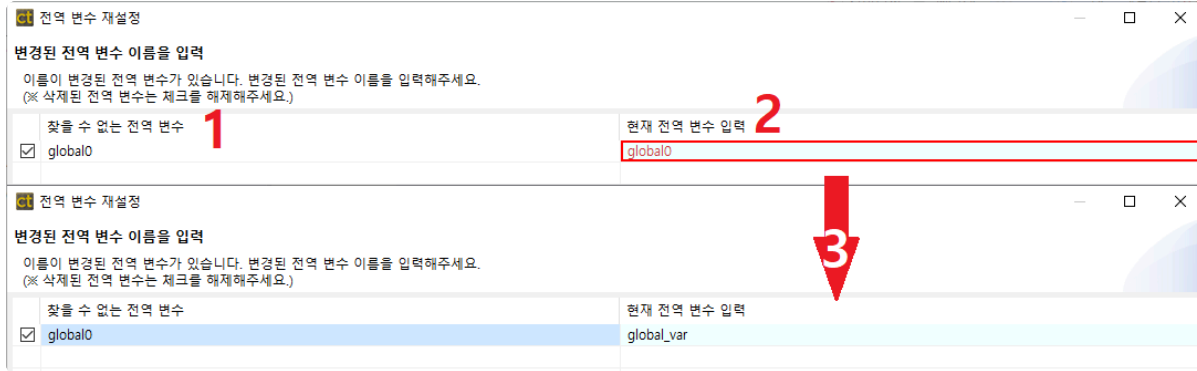 ct 전역 변수 재설정
변경된 전역 변수 이름을 입력
이름이 변경된 전역 변수가 있습니다. 변경된 전역 변수 이름을 입력해주세요.
(※ 삭제된 전역 변수는 체크를 해제해주세요.)
찾을 수 없는 전역 변수 1 현재 전역 변수 입력 2
global0 global0
ct 전역 변수 재설정
변경된 전역 변수 이름을 입력
3
이름이 변경된 전역 변수가 있습니다. 변경된 전역 변수 이름을 입력해주세요.
(※ 삭제된 전역 변수는 체크를 해제해주세요.)
찾을 수 없는 전역 변수 현재 전역 변수 입력
global0 global_var